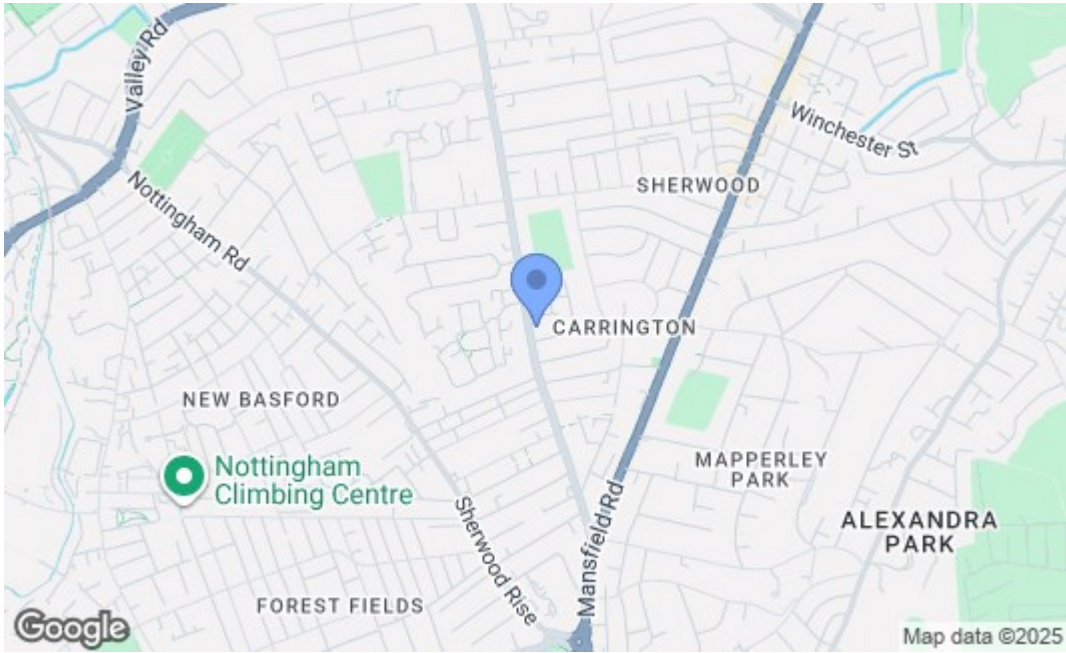 Valley Rd
Winchester St
SHERWOOD
Nottingham Rd
CARRINGTON
NEW BASFORD
MAPPERLEY
PARK
Nottingham
Climbing Centre
Sherwood Rise
Mansfield Rd
ALEXANDRA
PARK
FOREST FIELDS
Google
Map data ©2025